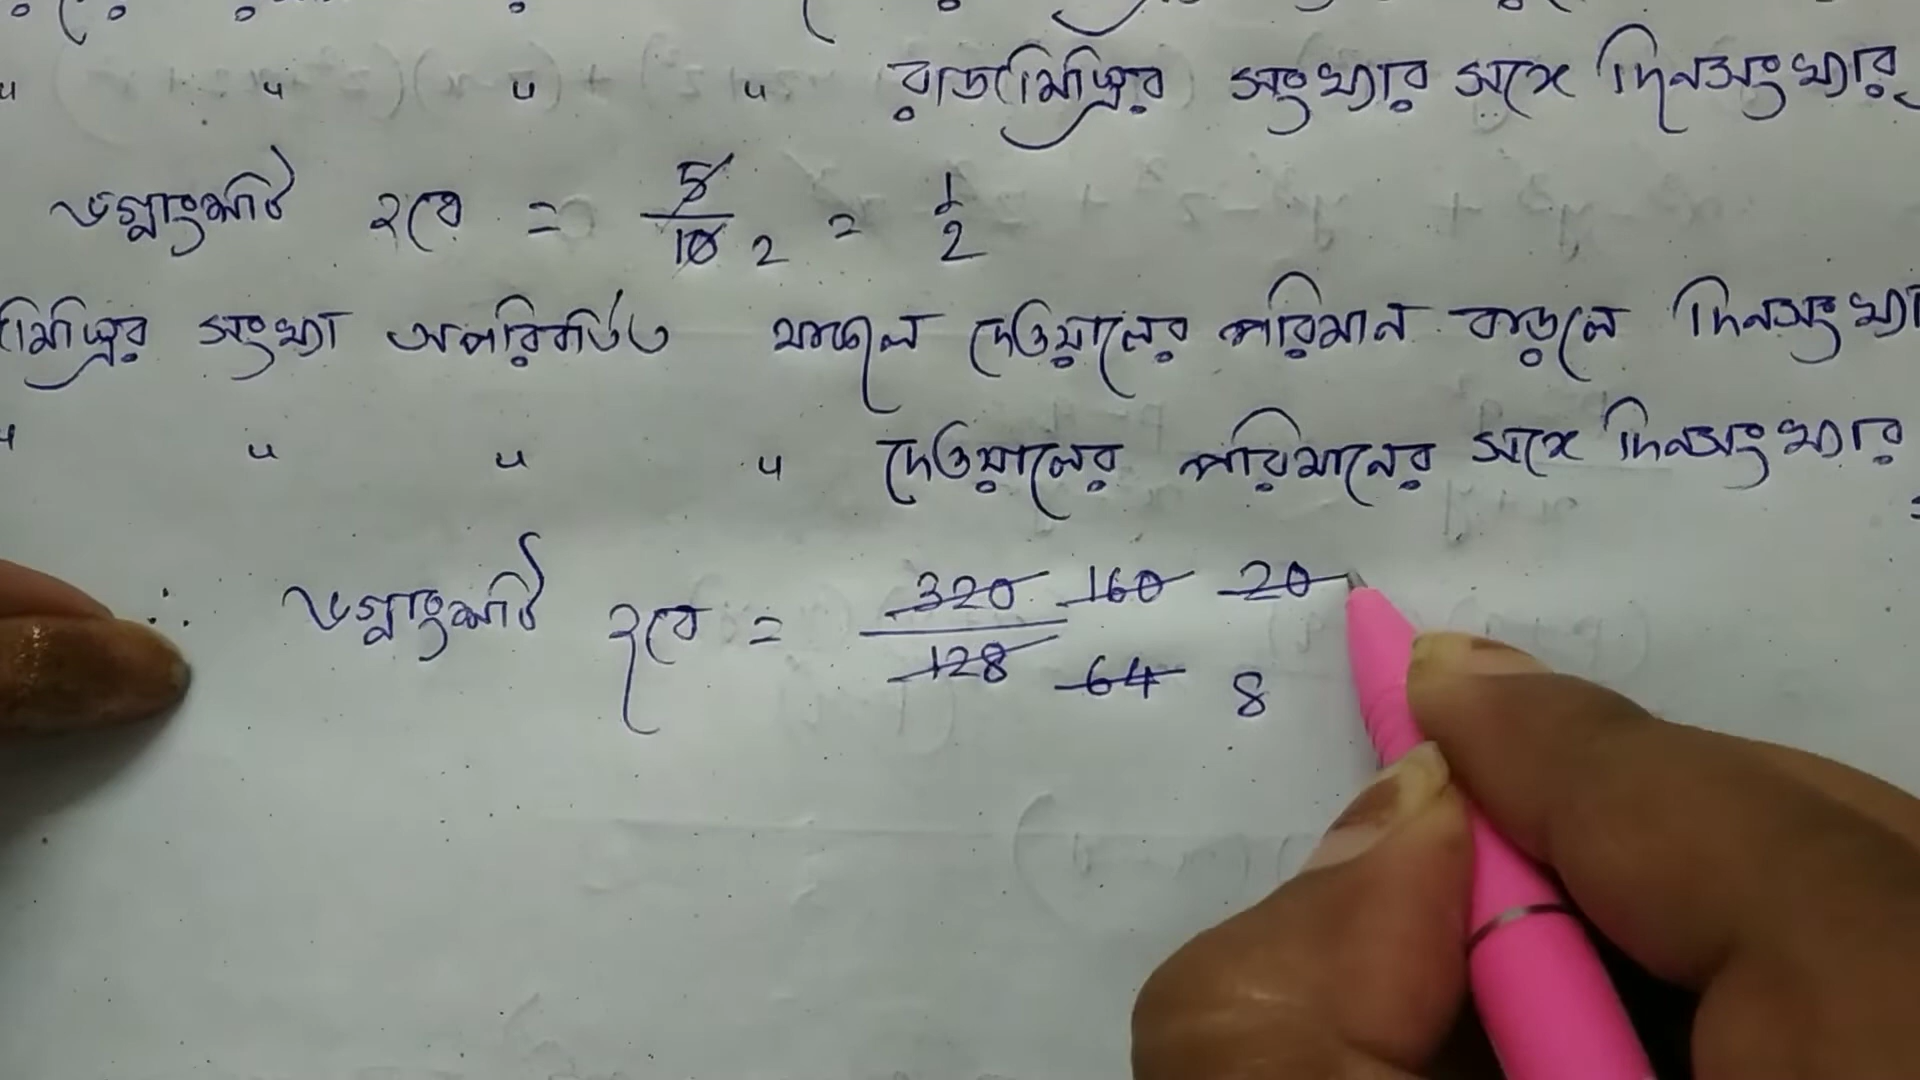 " " " " রাজমিস্ত্রির সংখ্যার সঙ্গে দিনসংখ্যার
ভগ্নাংশটি হবে = 5/10 2 = 1/2
মিস্ত্রির সংখ্যা অপরিবর্তিত থাকলে দেওয়ালের পরিমান বাড়লে দিনসংখ্যা
" " " " দেওয়ালের পরিমানের সঙ্গে দিনসংখ্যার
∴ ভগ্নাংশটি হবে = 320/128 160/64 20/8